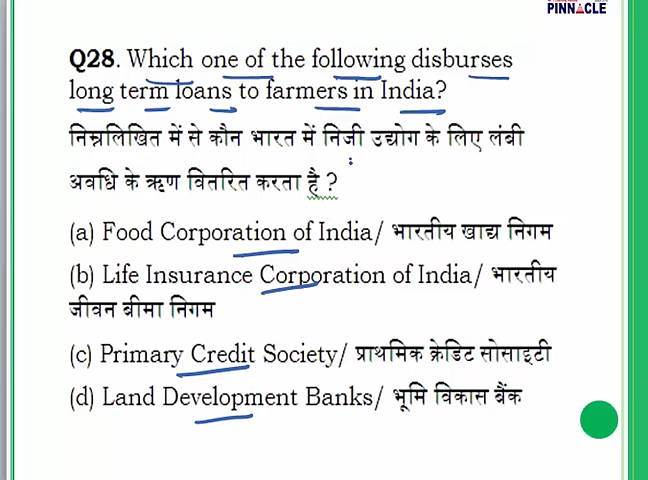 PINNACLE
Q28. Which one of the following disburses
long term loans to farmers in India?
निम्नलिखित में से कौन भारत में निजी उद्योग के लिए लंबी
अवधि के ऋण वितरित करता है ?
(a) Food Corporation of India/ भारतीय खाद्य निगम
(b) Life Insurance Corporation of India/ भारतीय
जीवन बीमा निगम
(c) Primary Credit Society/ प्राथमिक क्रेडिट सोसाइटी
(d) Land Development Banks/ भूमि विकास बैंक